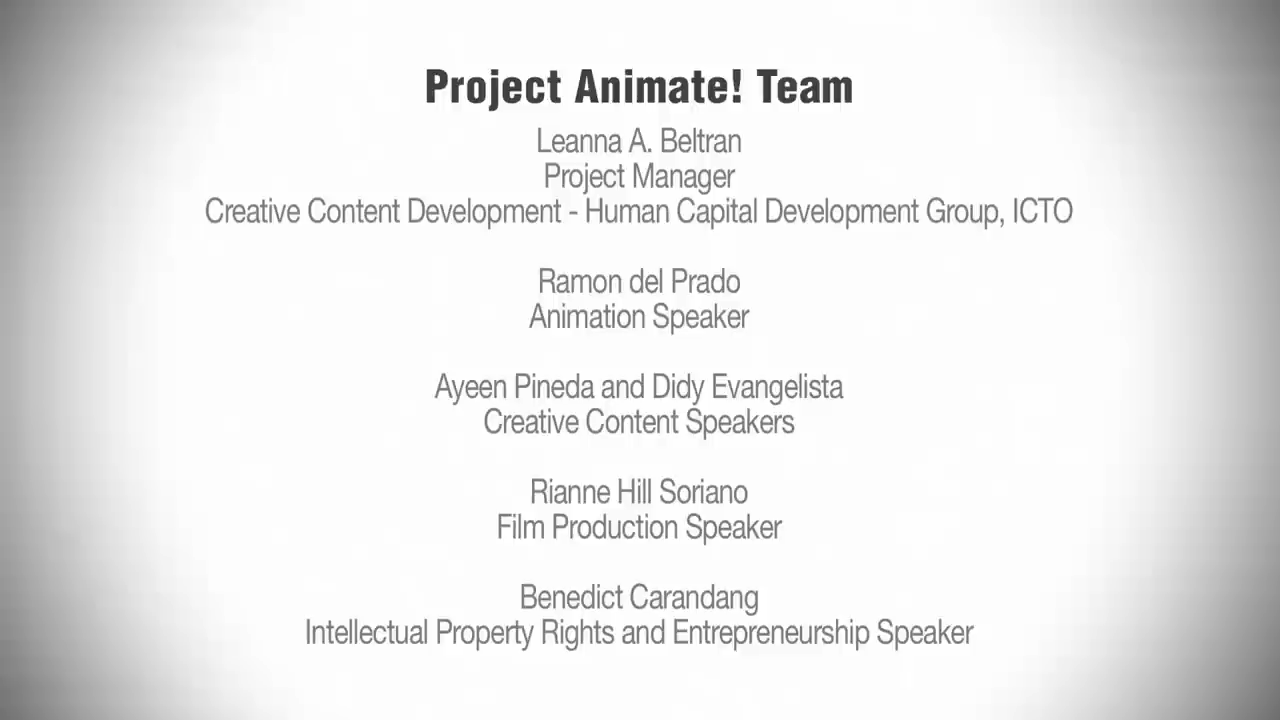 Project Animate! Team
Leanna A. Beltran
Project Manager
Creative Content Development - Human Capital Development Group, ICTO
Ramon del Prado
Animation Speaker
Ayeen Pineda and Didy Evangelista
Creative Content Speakers
Rianne Hill Soriano
Film Production Speaker
Benedict Carandang
Intellectual Property Rights and Entrepreneurship Speaker